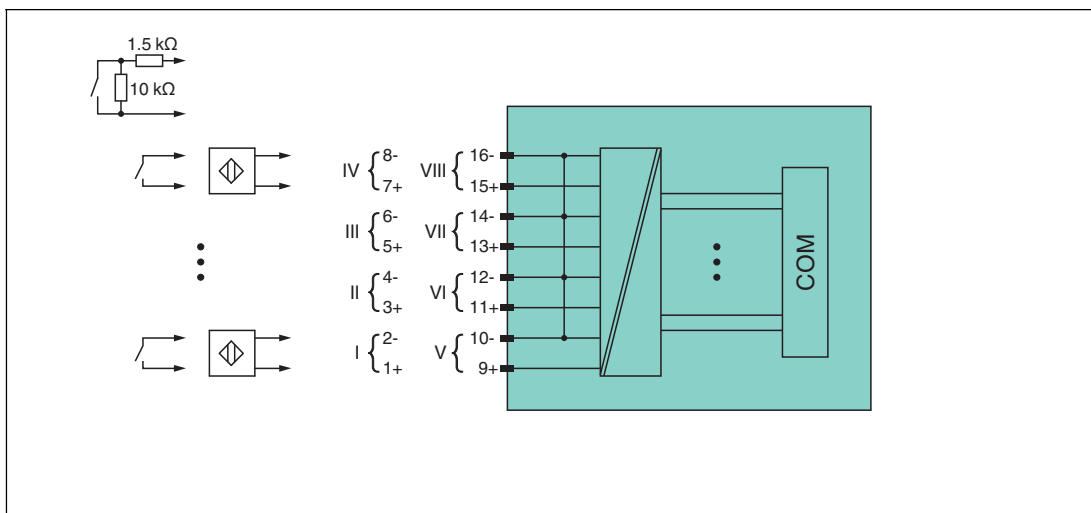 1.5 kΩ
10 kΩ
IV { 8- VIII { 16-
7+ 15+
III { 6- VII { 14-
5+ 13+
II { 4- VI { 12-
3+ 11+
I { 2- V { 10-
1+ 9+
COM